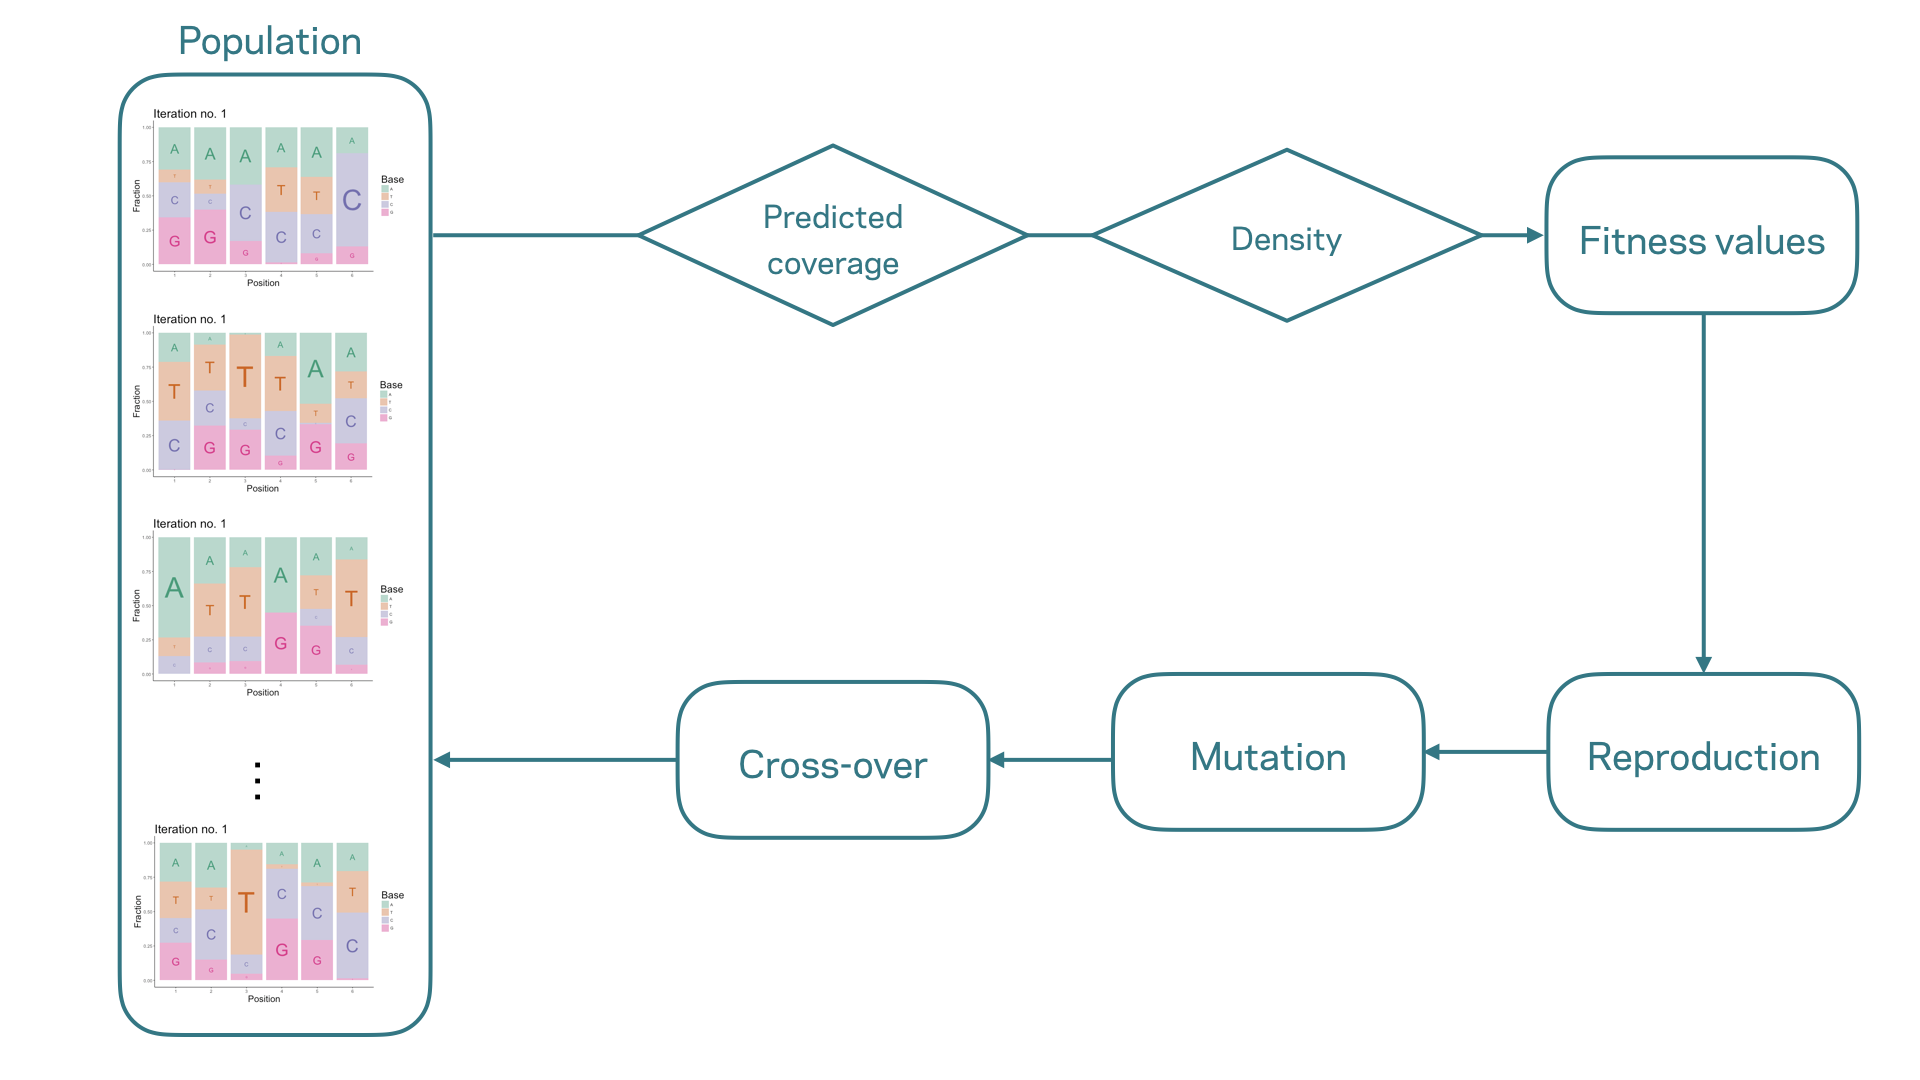 Population
Iteration no. 1
Fraction
1.00
0.75
0.50
0.25
0.00
A A A A A A
T T T T
C C C C C C
G G G G G
1 2 3 4 5 6
Position
Base
A
T
C
G
Iteration no. 1
Fraction
1.00
0.75
0.50
0.25
0.00
A A A A A
T T T T T T
C C C C C
G G G G G
1 2 3 4 5 6
Position
Base
A
T
C
G
Iteration no. 1
Fraction
1.00
0.75
0.50
0.25
0.00
A A A A A A
T T T T T
C C C C C
G G
1 2 3 4 5 6
Position
Base
A
T
C
G
Iteration no. 1
Fraction
1.00
0.75
0.50
0.25
0.00
A A A A A
T T T T
C C C C C C
G G G G
1 2 3 4 5 6
Position
Base
A
T
C
G
Predicted
coverage
Density
Fitness values
Reproduction
Mutation
Cross-over